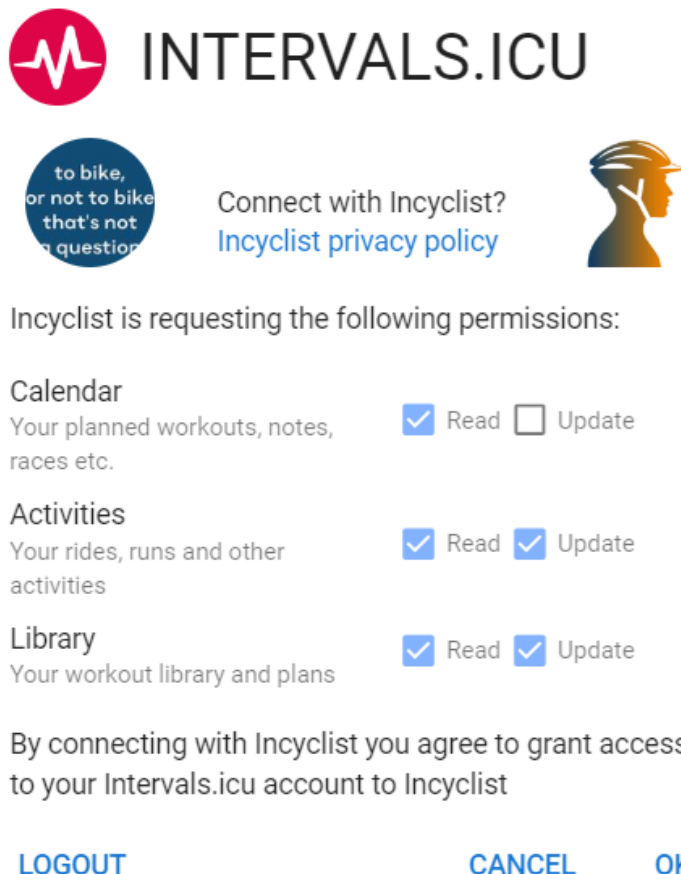 INTERVALS.ICU
to bike,
or not to bike
that's not
question
Connect with Incyclist?
Incyclist privacy policy
Incyclist is requesting the following permissions:
Calendar
Your planned workouts, notes,
races etc.
Read Update
Activities
Your rides, runs and other
activities
Read Update
Library
Your workout library and plans
Read Update
By connecting with Incyclist you agree to grant access
to your Intervals.icu account to Incyclist
LOGOUT CANCEL OK